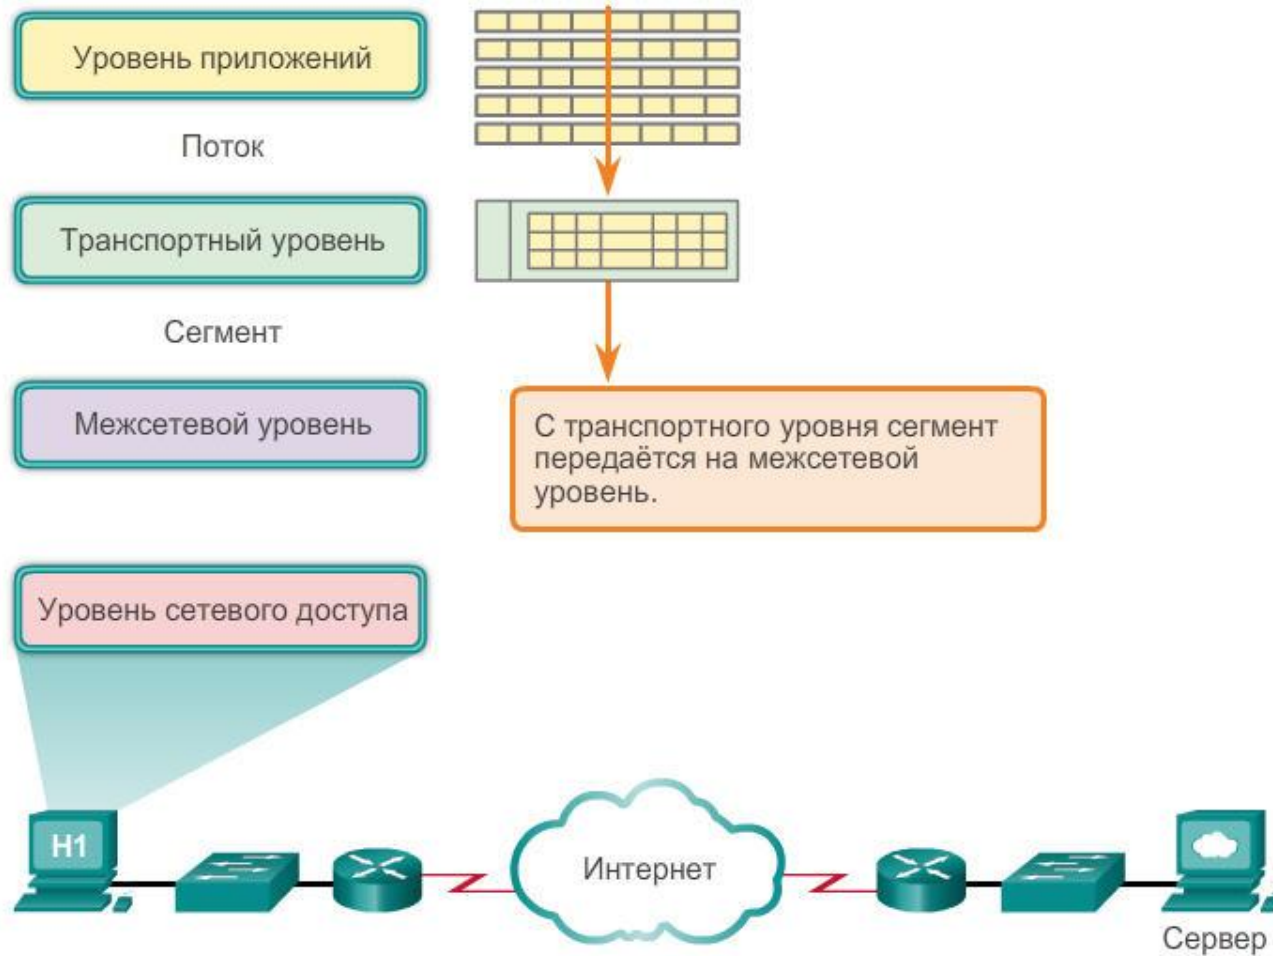 Уровень приложений
Поток
Транспортный уровень
Сегмент
Межсетевой уровень
С транспортного уровня сегмент
передаётся на межсетевой
уровень.
Уровень сетевого доступа
H1
Интернет
Сервер